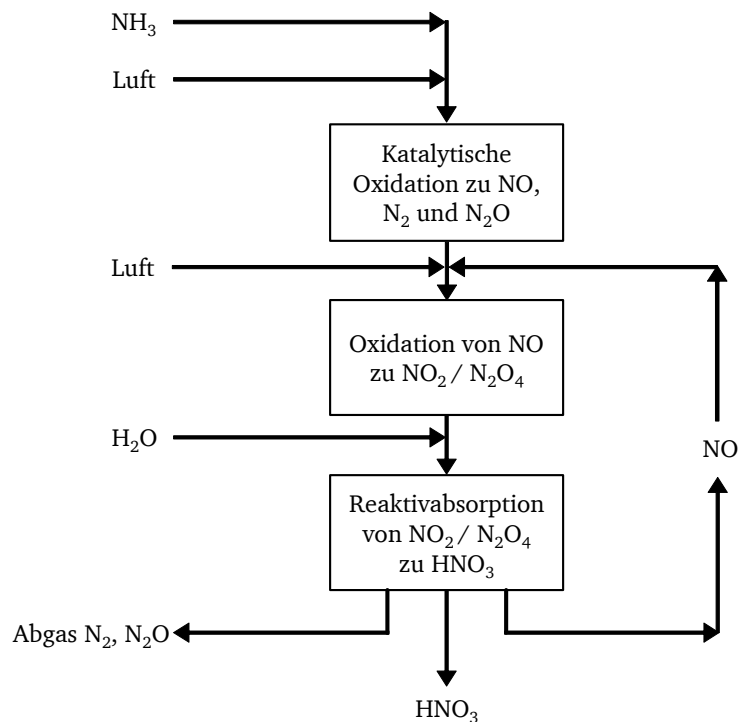 NH₃
Luft
Katalytische
Oxidation zu NO,
N₂ und N₂O
Luft
Oxidation von NO
zu NO₂ / N₂O₄
H₂O
NO
Reaktivabsorption
von NO₂ / N₂O₄
zu HNO₃
Abgas N₂, N₂O
HNO₃